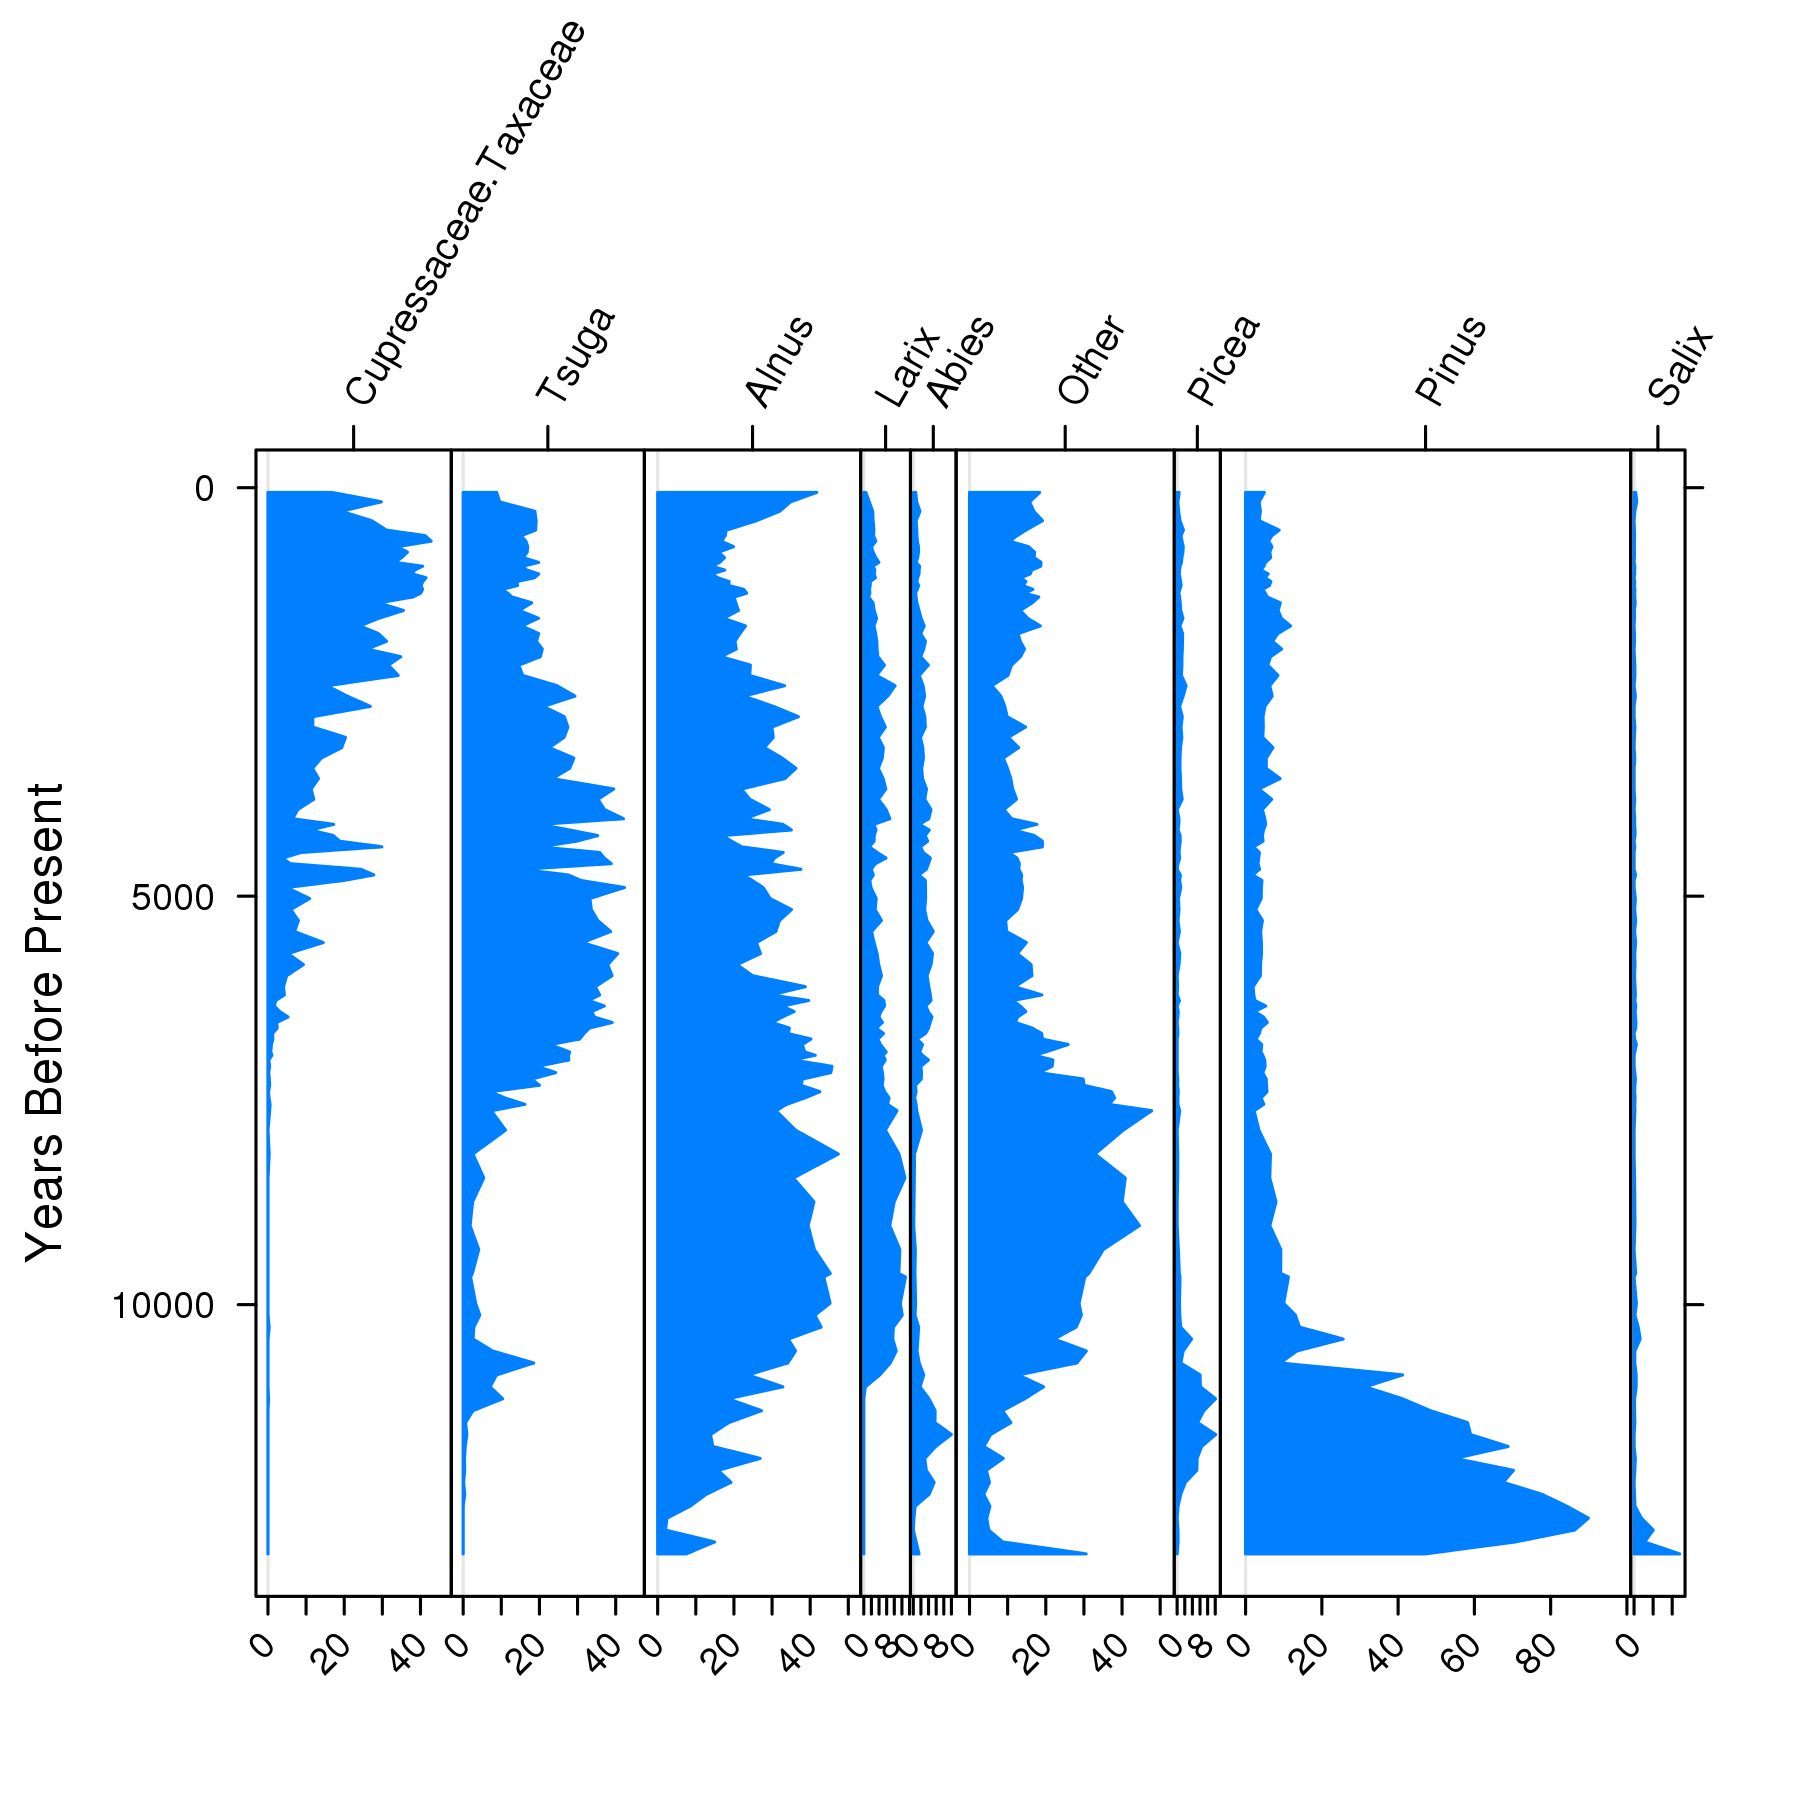 Cupressaceae.Taxaceae
Tsuga
Alnus
Larix
Abies
Other
Picea
Pinus
Salix
Years Before Present
0
5000
10000
0 20 40 0 20 40 0 20 40 0 8 0 8 0 20 40 0 8 0 20 40 60 80 0